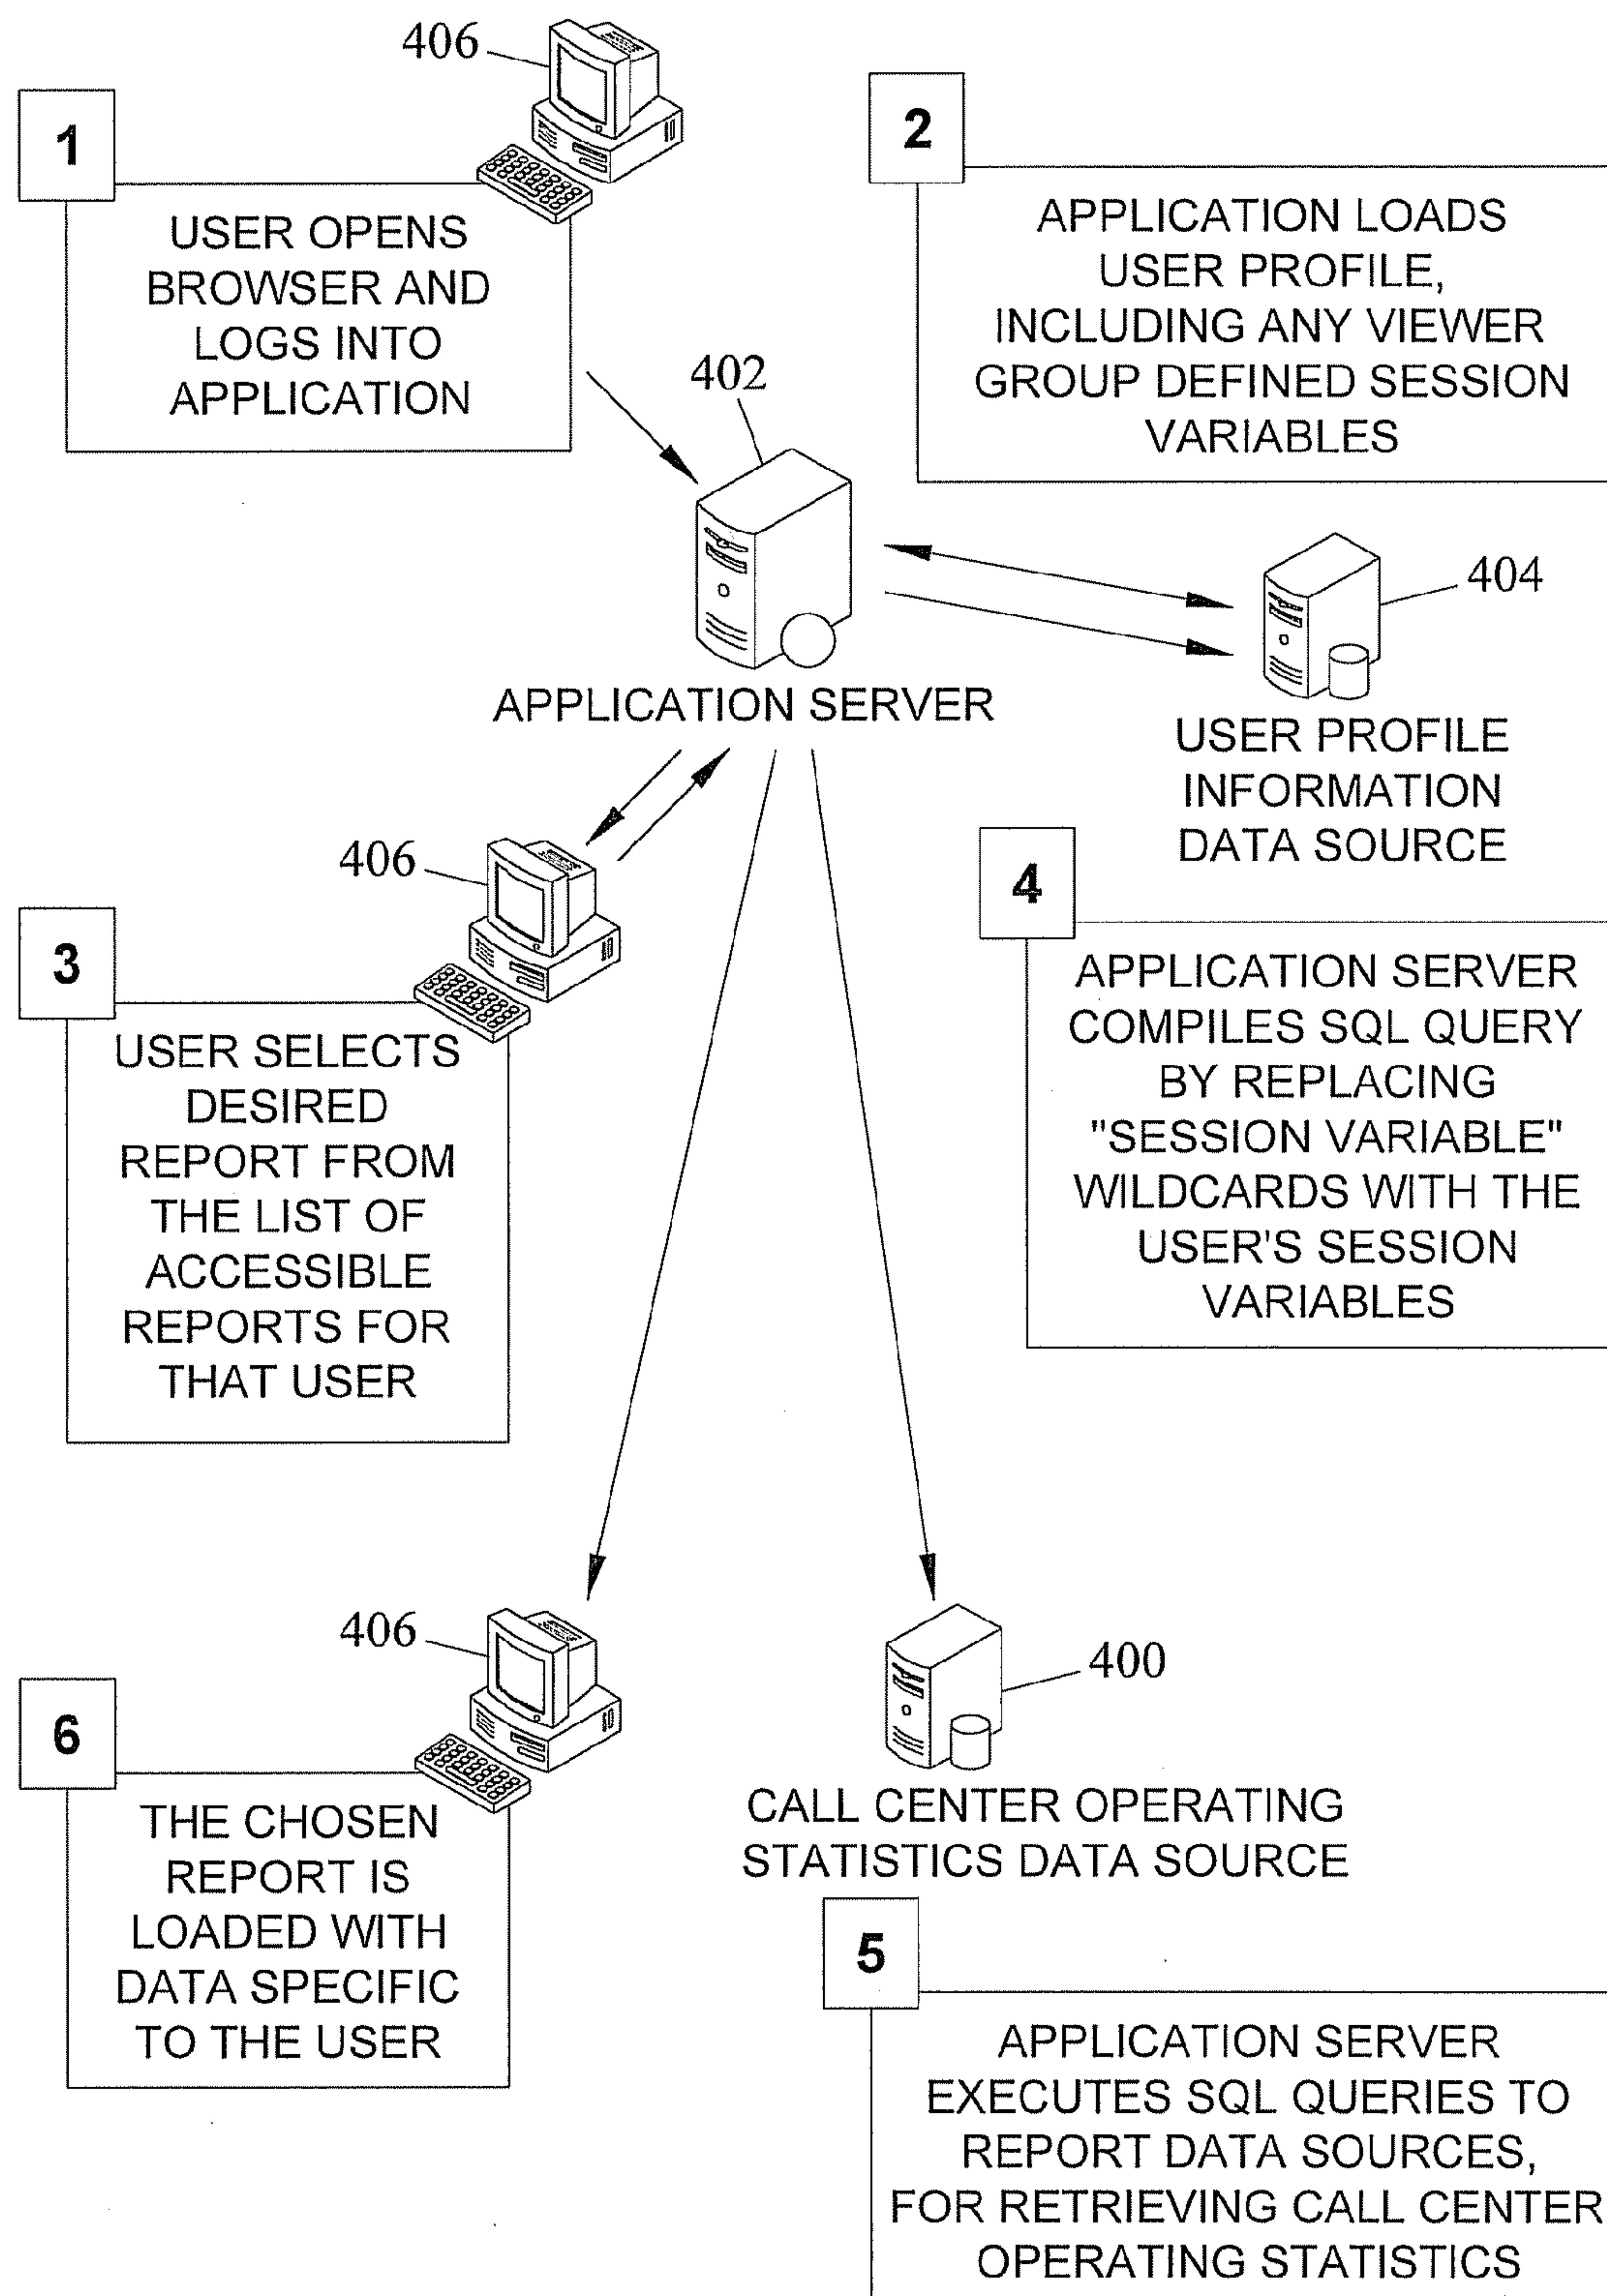 406
1
USER OPENS
BROWSER AND
LOGS INTO
APPLICATION
2
APPLICATION LOADS
USER PROFILE,
INCLUDING ANY VIEWER
GROUP DEFINED SESSION
VARIABLES
402
APPLICATION SERVER
404
USER PROFILE
INFORMATION
DATA SOURCE
406
3
USER SELECTS
DESIRED
REPORT FROM
THE LIST OF
ACCESSIBLE
REPORTS FOR
THAT USER
4
APPLICATION SERVER
COMPILES SQL QUERY
BY REPLACING
"SESSION VARIABLE"
WILDCARDS WITH THE
USER'S SESSION
VARIABLES
406
6
THE CHOSEN
REPORT IS
LOADED WITH
DATA SPECIFIC
TO THE USER
400
CALL CENTER OPERATING
STATISTICS DATA SOURCE
5
APPLICATION SERVER
EXECUTES SQL QUERIES TO
REPORT DATA SOURCES,
FOR RETRIEVING CALL CENTER
OPERATING STATISTICS